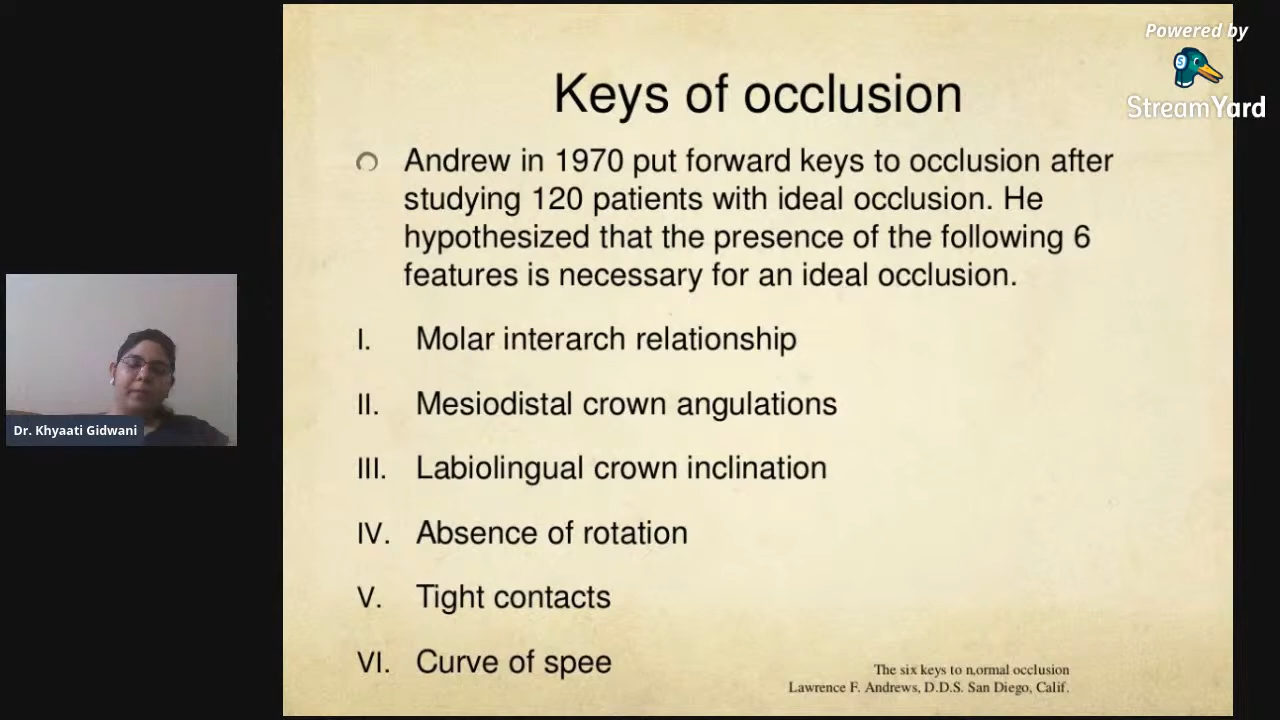 Powered by
StreamYard
Keys of occlusion
Andrew in 1970 put forward keys to occlusion after
studying 120 patients with ideal occlusion. He
hypothesized that the presence of the following 6
features is necessary for an ideal occlusion.
I. Molar interarch relationship
II. Mesiodistal crown angulations
III. Labiolingual crown inclination
IV. Absence of rotation
V. Tight contacts
VI. Curve of spee
The six keys to n.ormal occlusion
Lawrence F. Andrews, D.D.S. San Diego, Calif.
Dr. Khyaati Gidwani